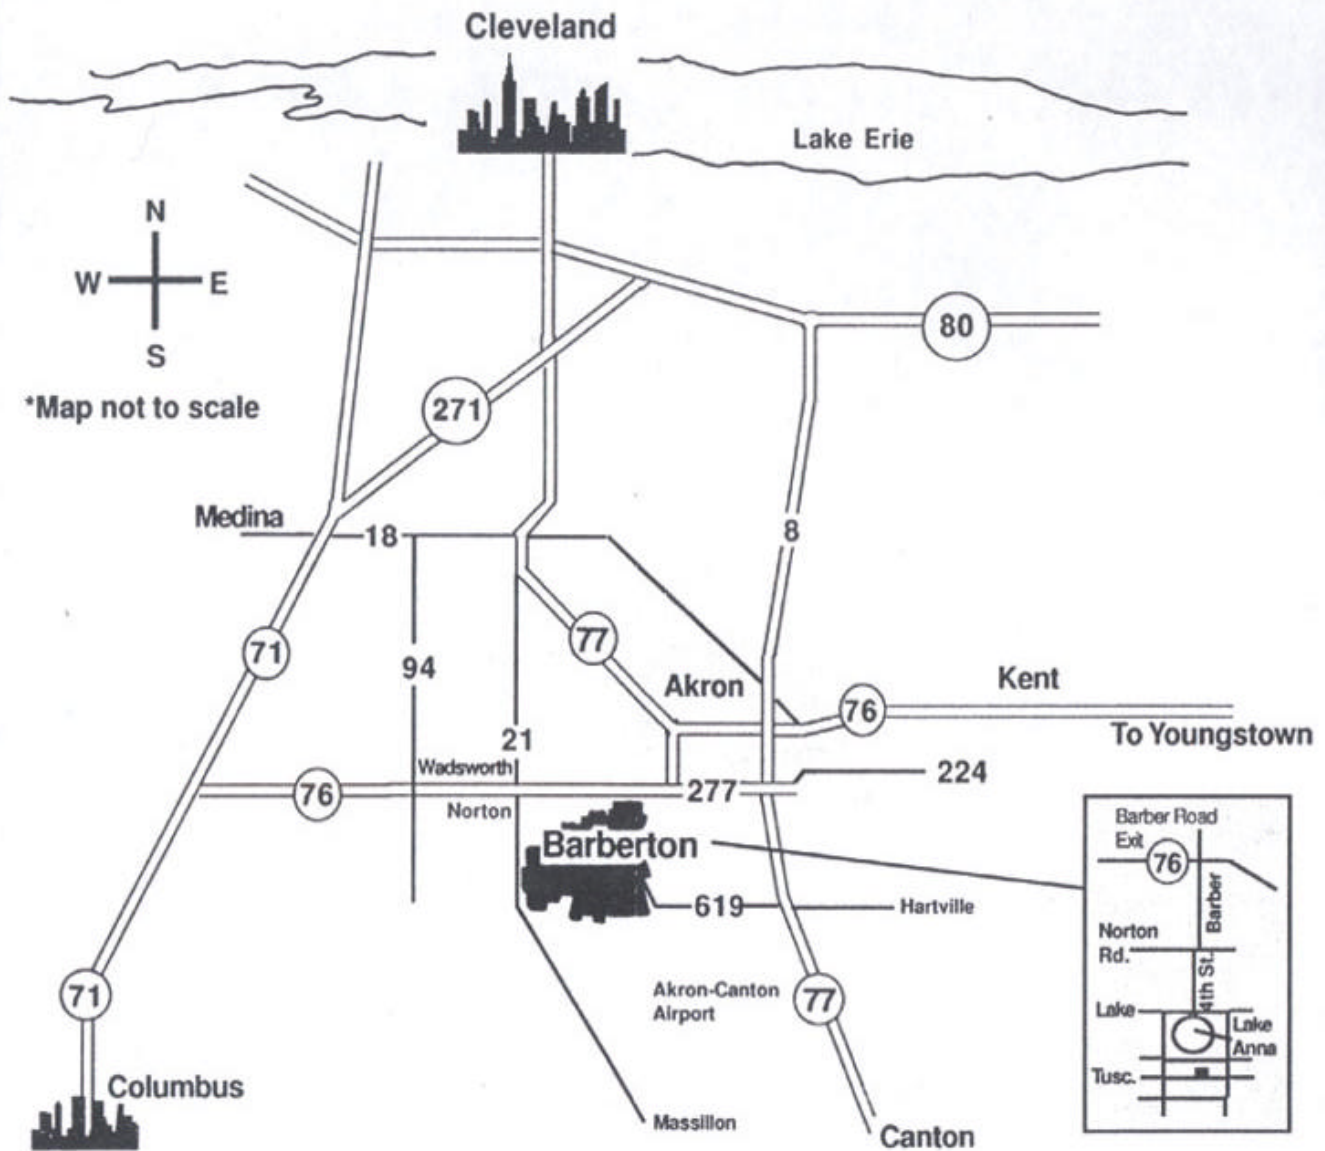 Cleveland
Lake Erie
N
W E
S
*Map not to scale
80
271
Medina
18
8
71
94
77
Akron
Kent
76
To Youngstown
21
Wadsworth
76
277
224
Norton
Barberton
619
Hartville
Akron-Canton
Airport
77
71
Columbus
Massillon
Canton
Barber Road
Exit
76
Barber
Norton
Rd.
4th St.
Lake
Lake
Anna
Tusc.